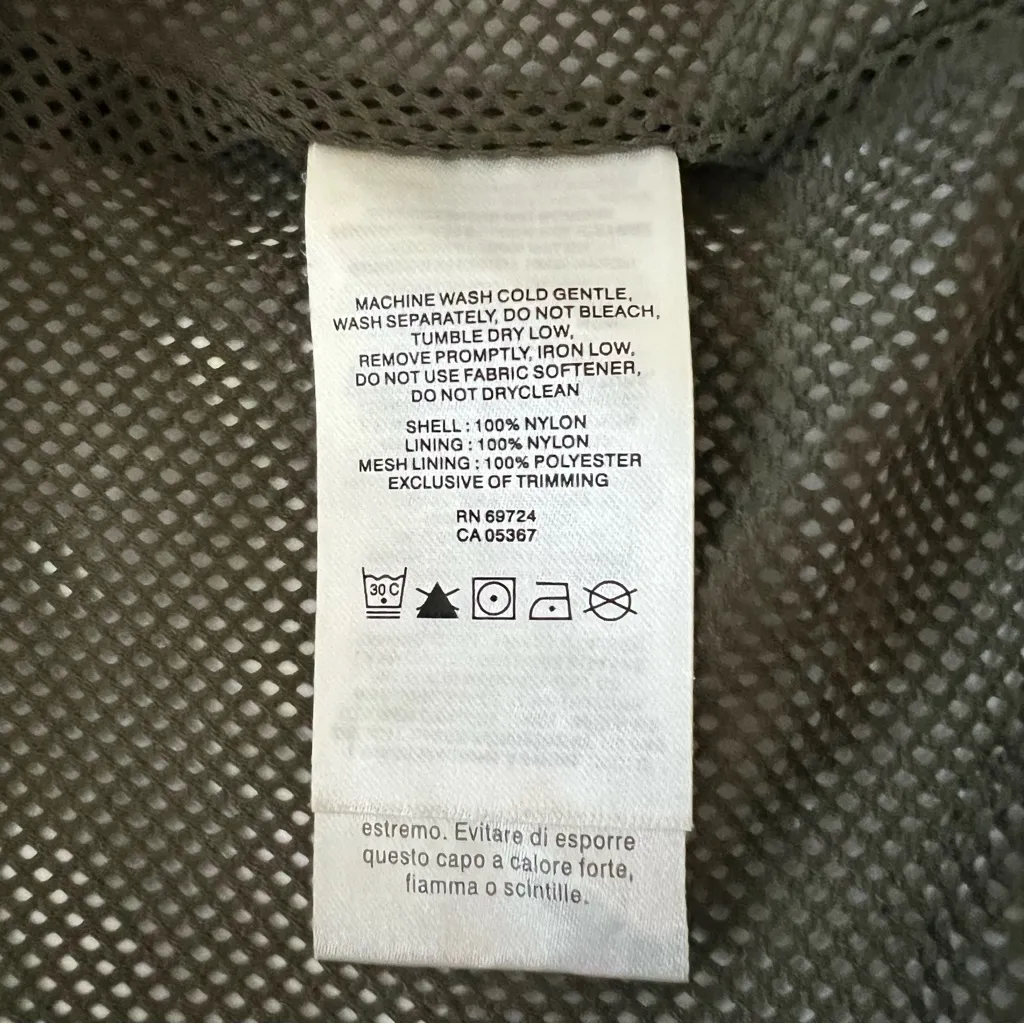 MACHINE WASH COLD GENTLE,
WASH SEPARATELY, DO NOT BLEACH,
TUMBLE DRY LOW,
REMOVE PROMPTLY, IRON LOW,
DO NOT USE FABRIC SOFTENER,
DO NOT DRYCLEAN
SHELL : 100% NYLON
LINING : 100% NYLON
MESH LINING : 100% POLYESTER
EXCLUSIVE OF TRIMMING
RN 69724
CA 05367
30 C
estremo. Evitare di esporre
questo capo a calore forte,
fiamma o scintille.